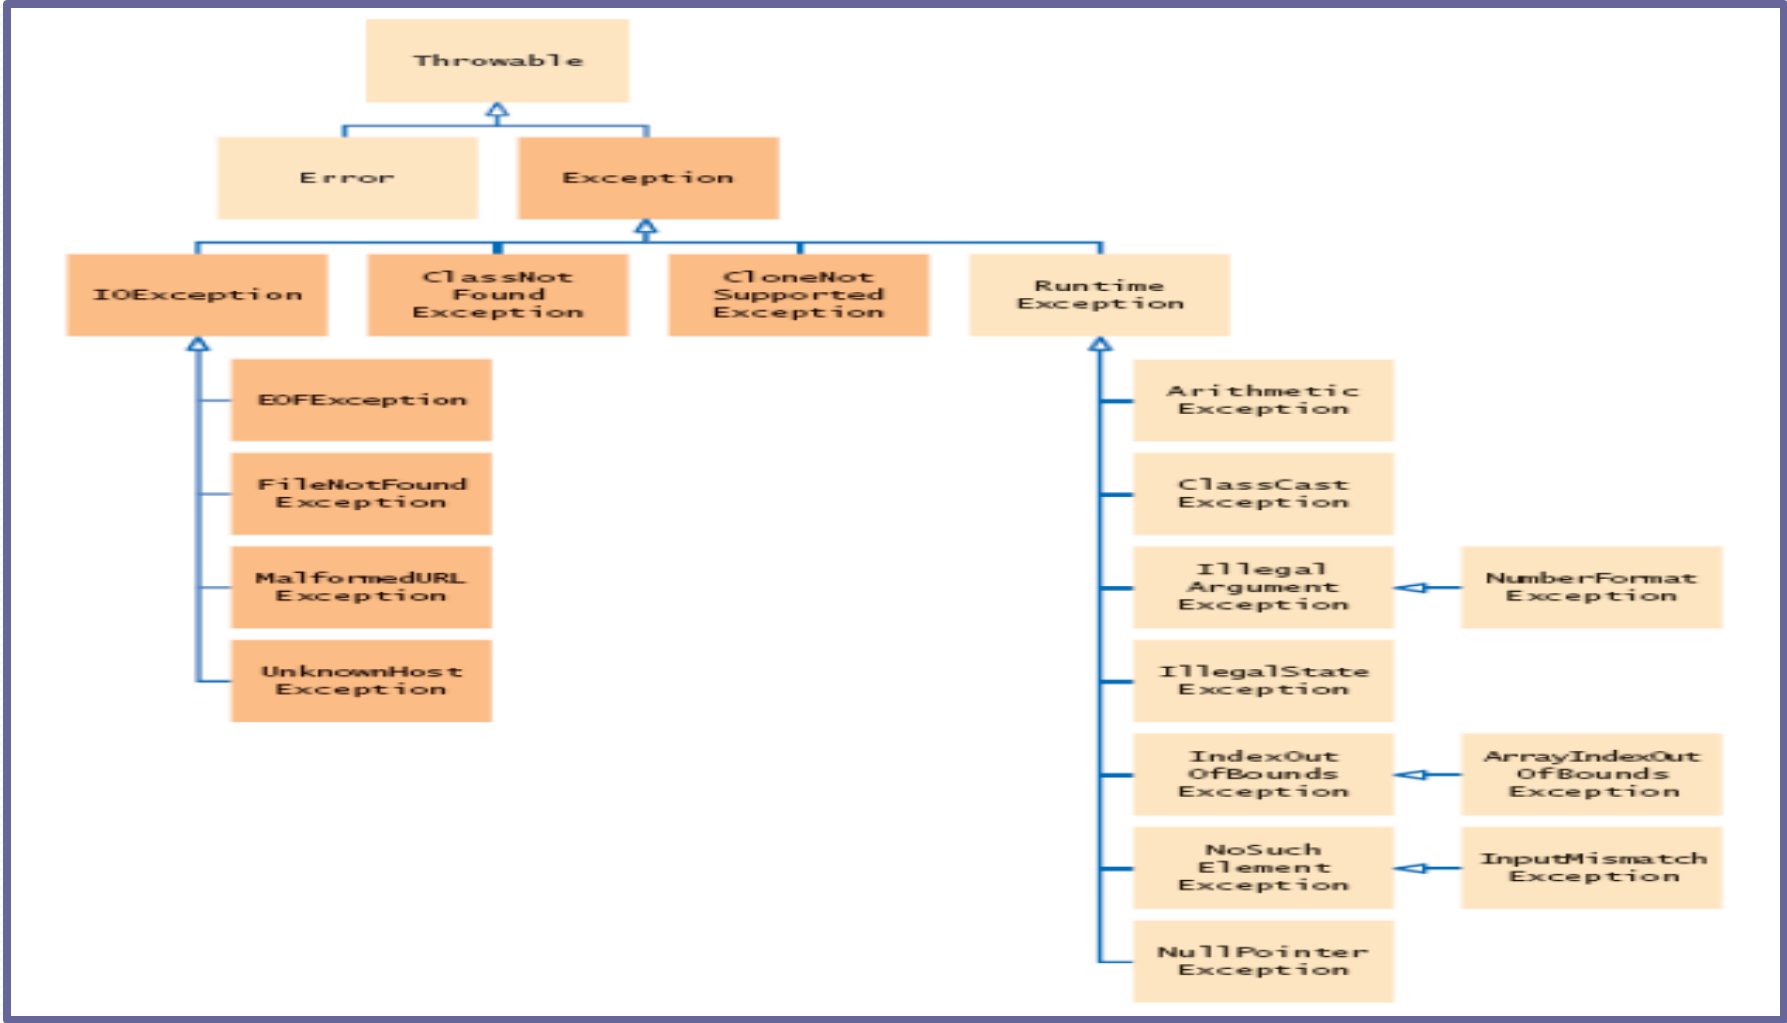 Throwable
Error
Exception
IOException
ClassNot
Found
Exception
CloneNot
Supported
Exception
Runtime
Exception
EOFException
FileNotFound
Exception
MalformedURL
Exception
UnknownHost
Exception
Arithmetic
Exception
ClassCast
Exception
Illegal
Argument
Exception
NumberFormat
Exception
IllegalState
Exception
IndexOut
OfBounds
Exception
ArrayIndexOut
OfBounds
Exception
NoSuch
Element
Exception
InputMismatch
Exception
NullPointer
Exception